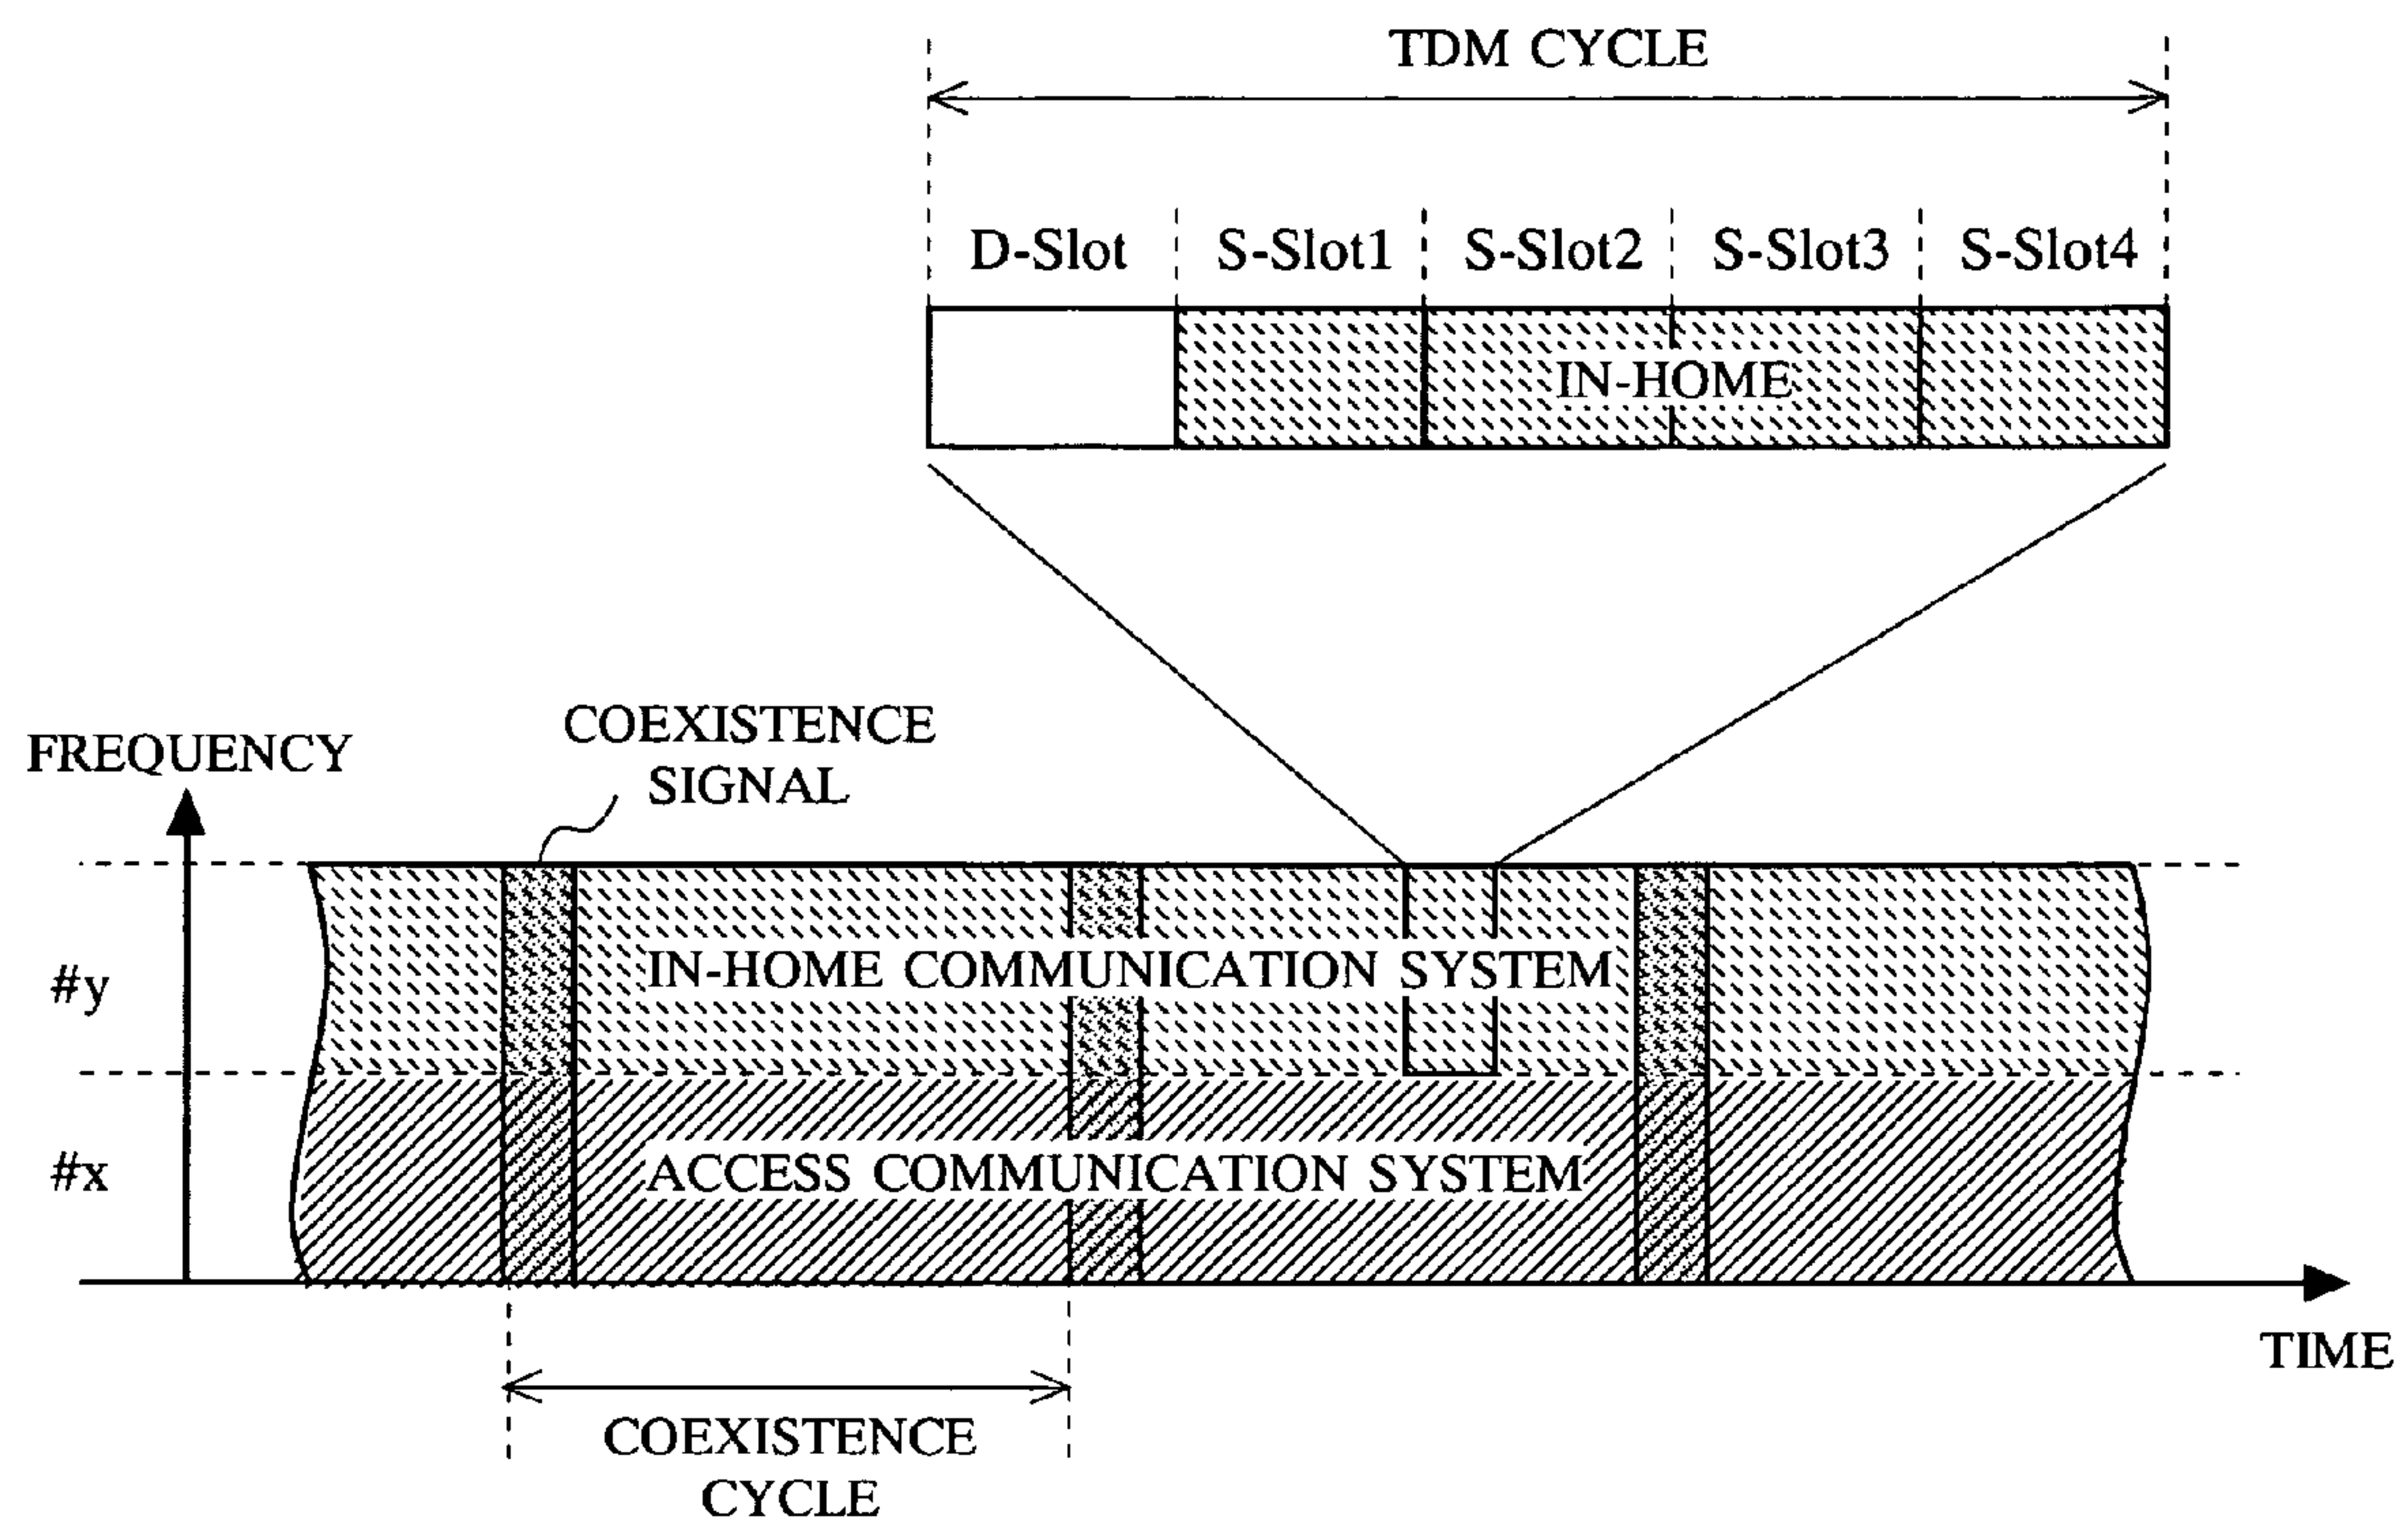 TDM CYCLE
D-Slot S-Slot1 S-Slot2 S-Slot3 S-Slot4
IN-HOME
COEXISTENCE
SIGNAL
FREQUENCY
#y
IN-HOME COMMUNICATION SYSTEM
#x
ACCESS COMMUNICATION SYSTEM
TIME
COEXISTENCE
CYCLE